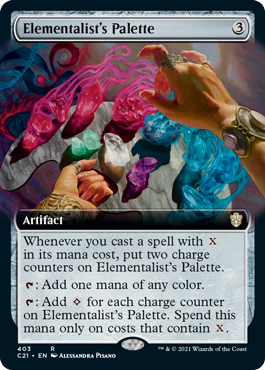 Elementalist's Palette 3
Artifact
Whenever you cast a spell with X
in its mana cost, put two charge
counters on Elementalist's Palette.
: Add one mana of any color.
: Add for each charge counter
on Elementalist's Palette. Spend this
mana only on costs that contain X.
403 R
C21 • EN ALESSANDRA PISANO
™ & © 2021 Wizards of the Coast